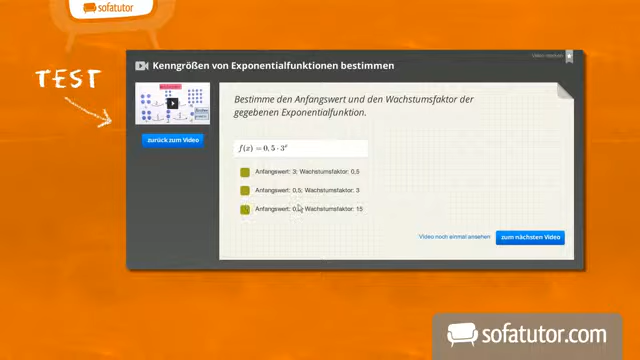 sofatutor
TEST
Kenngrößen von Exponentialfunktionen bestimmen
zurück zum Video
Bestimme den Anfangswert und den Wachstumsfaktor der
gegebenen Exponentialfunktion.
f(x) = 0,5 · 3^x
Anfangswert: 3; Wachstumsfaktor: 0,5
Anfangswert: 0,5; Wachstumsfaktor: 3
Anfangswert: 0, Wachstumsfaktor: 15
Video noch einmal ansehen
zum nächsten Video
sofatutor.com